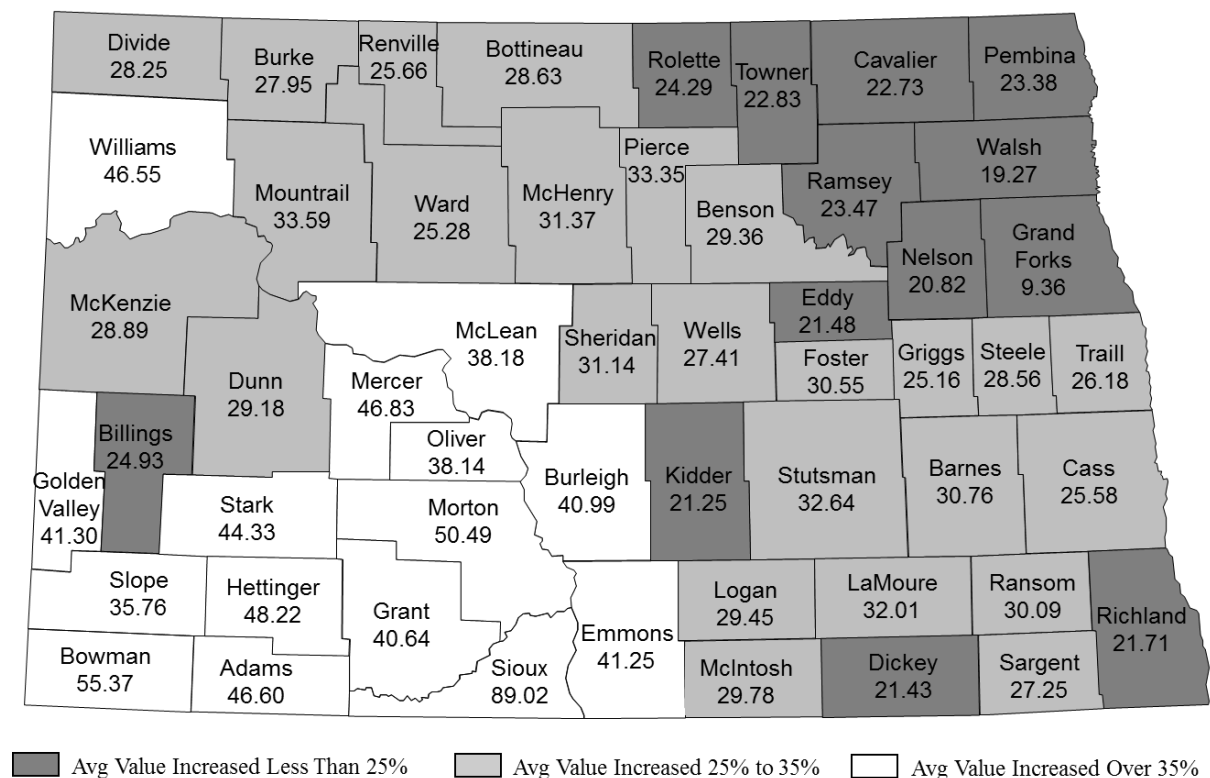 Divide
28.25
Burke
27.95
Renville
25.66
Bottineau
28.63
Rolette
24.29
Towner
22.83
Cavalier
22.73
Pembina
23.38
Williams
46.55
Mountrail
33.59
Ward
25.28
McHenry
31.37
Pierce
33.35
Benson
29.36
Ramsey
23.47
Walsh
19.27
Nelson
20.82
Grand
Forks
9.36
McKenzie
28.89
Dunn
29.18
McLean
38.18
Mercer
46.83
Oliver
38.14
Sheridan
31.14
Wells
27.41
Eddy
21.48
Foster
30.55
Griggs
25.16
Steele
28.56
Traill
26.18
Golden
Valley
41.30
Billings
24.93
Stark
44.33
Morton
50.49
Burleigh
40.99
Kidder
21.25
Stutsman
32.64
Barnes
30.76
Cass
25.58
Slope
35.76
Hettinger
48.22
Grant
40.64
Sioux
89.02
Emmons
41.25
Logan
29.45
LaMoure
32.01
Ransom
30.09
Richland
21.71
Bowman
55.37
Adams
46.60
McIntosh
29.78
Dickey
21.43
Sargent
27.25
Avg Value Increased Less Than 25%
Avg Value Increased 25% to 35%
Avg Value Increased Over 35%